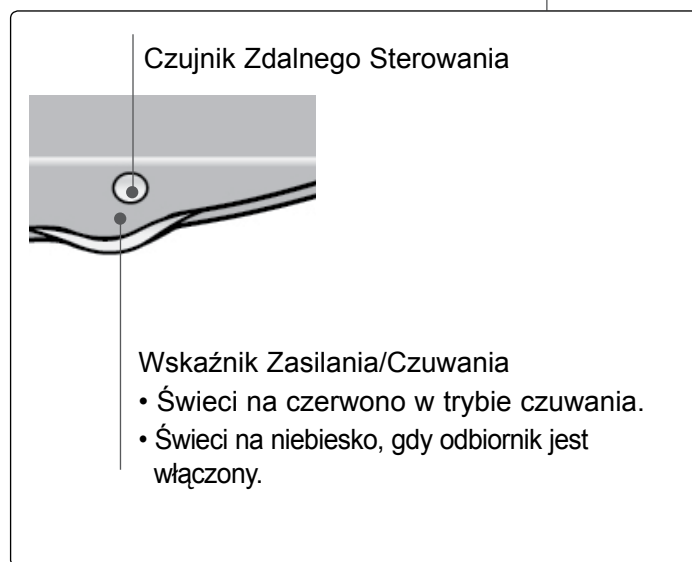 Czujnik Zdalnego Sterowania
Wskaźnik Zasilania/Czuwania
• Świeci na czerwono w trybie czuwania.
• Świeci na niebiesko, gdy odbiornik jest
włączony.